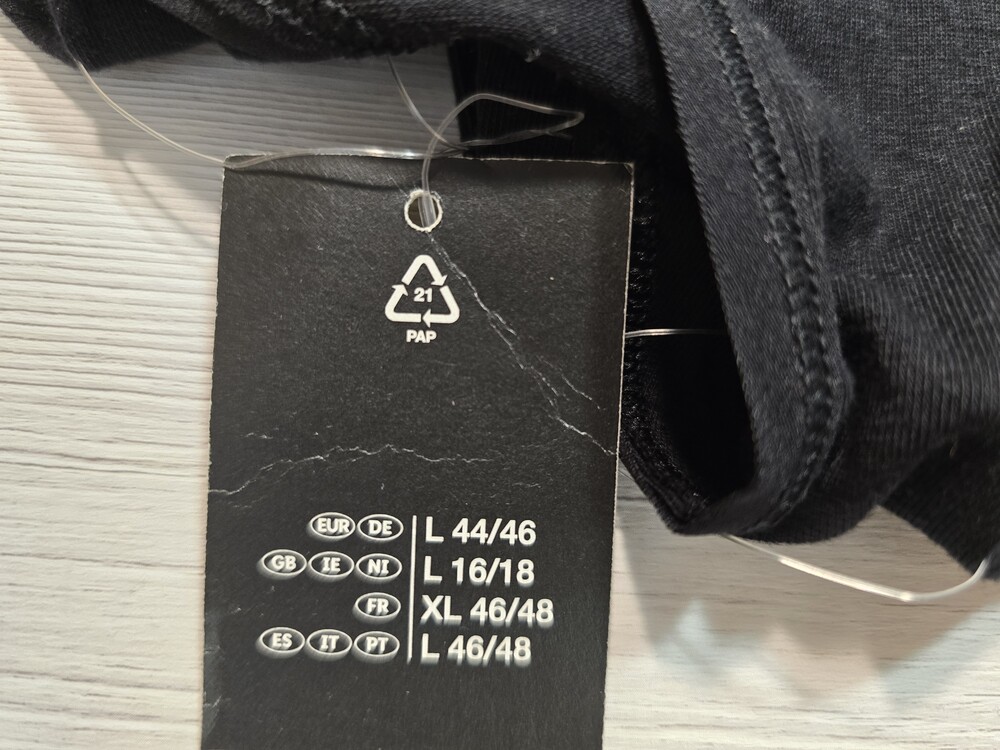 21
PAP
EUR DE L 44/46
GB IE NI L 16/18
FR XL 46/48
ES IT PT L 46/48